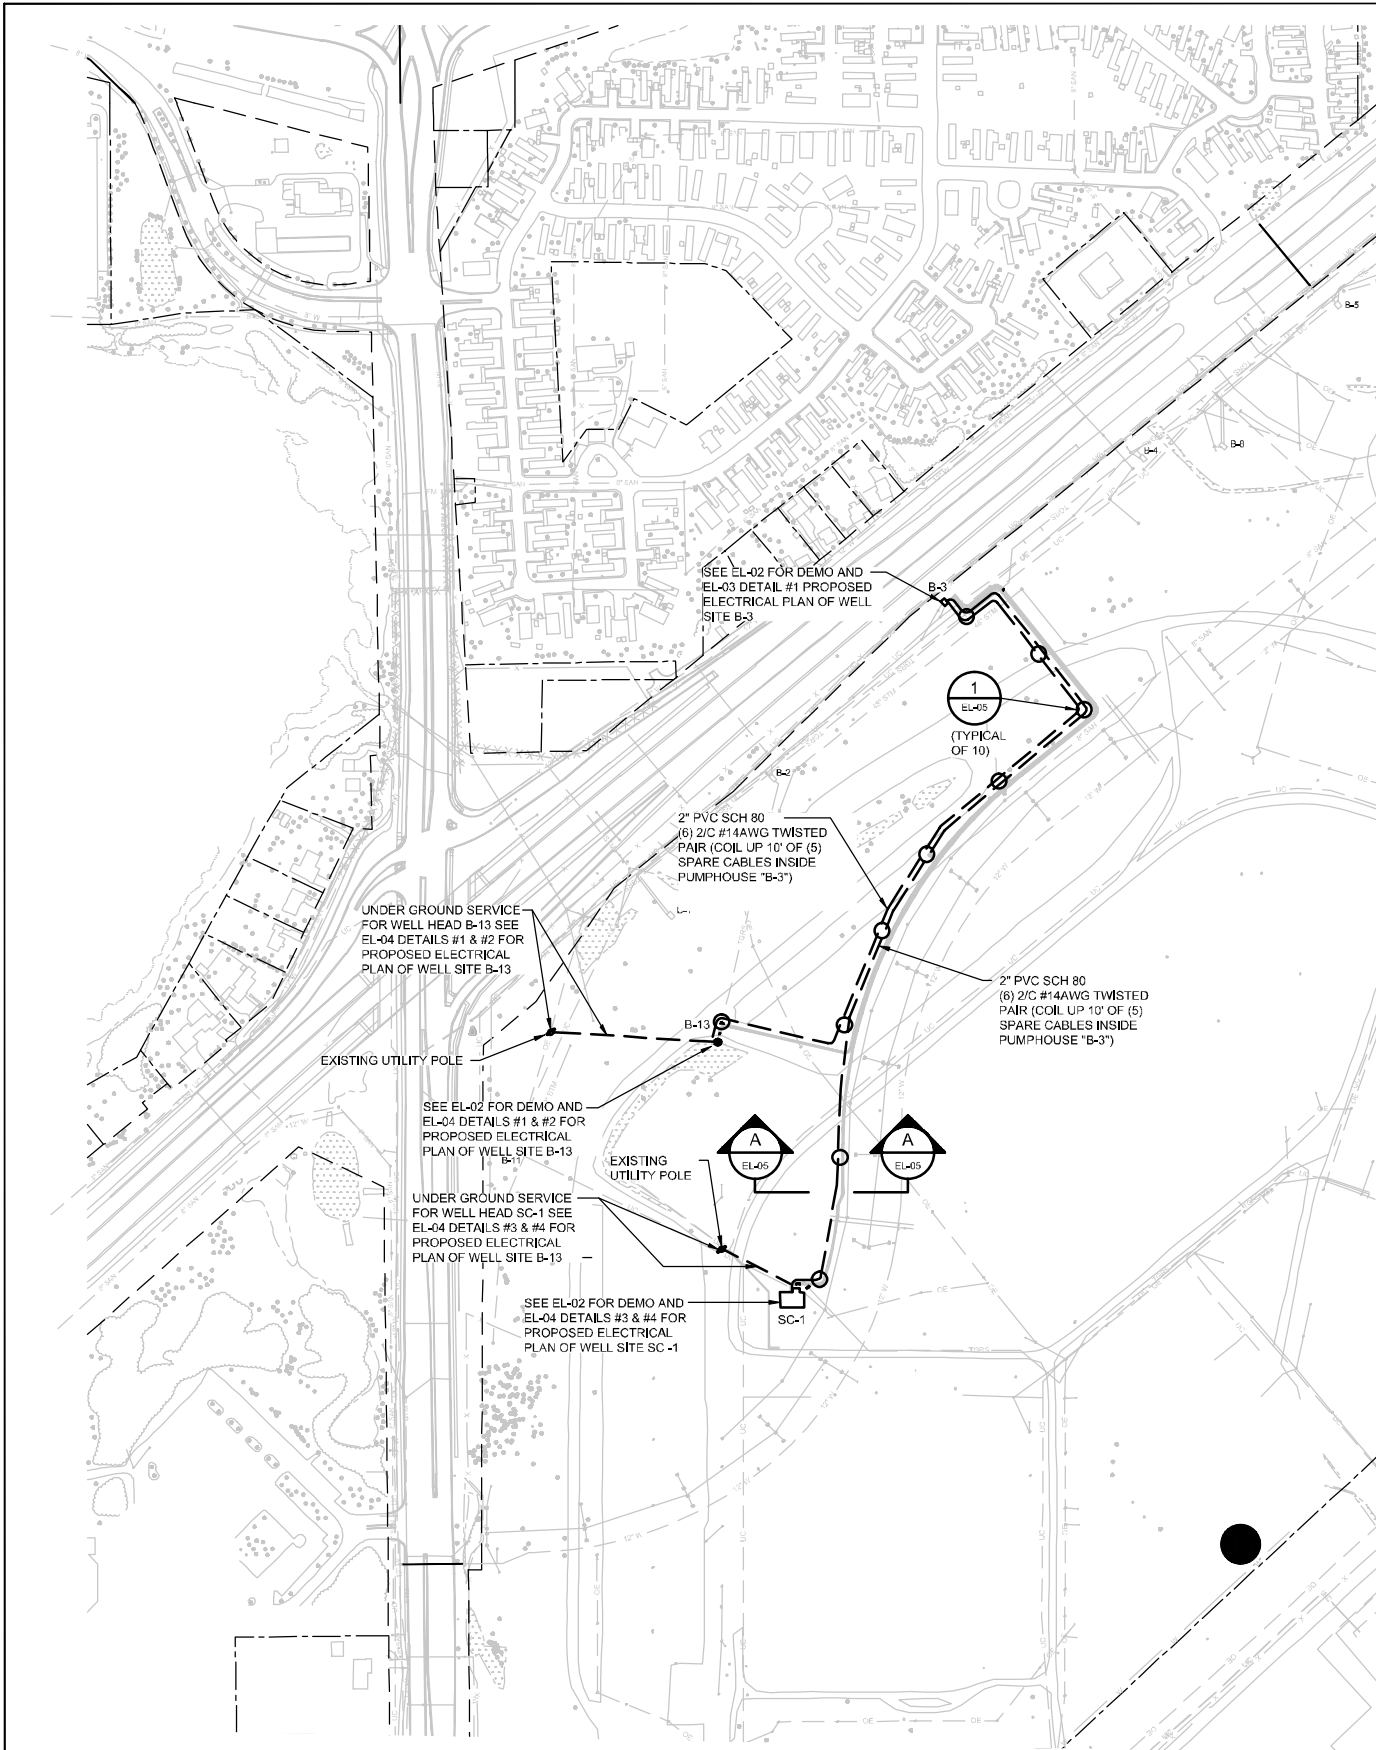 SEE EL-02 FOR DEMO AND
EL-03 DETAIL #1 PROPOSED
ELECTRICAL PLAN OF WELL
SITE B-3
B-3
B-5
B-4
B-8
1
EL-05
(TYPICAL
OF 10)
B-2
2" PVC SCH 80
(6) 2/C #14AWG TWISTED
PAIR (COIL UP 10' OF (5)
SPARE CABLES INSIDE
PUMPHOUSE "B-3")
UNDER GROUND SERVICE
FOR WELL HEAD B-13 SEE
EL-04 DETAILS #1 & #2 FOR
PROPOSED ELECTRICAL
PLAN OF WELL SITE B-13
2" PVC SCH 80
(6) 2/C #14AWG TWISTED
PAIR (COIL UP 10' OF (5)
SPARE CABLES INSIDE
PUMPHOUSE "B-3")
B-13
EXISTING UTILITY POLE
SEE EL-02 FOR DEMO AND
EL-04 DETAILS #1 & #2 FOR
PROPOSED ELECTRICAL
PLAN OF WELL SITE B-13
B-11
A
EL-05
A
EL-05
EXISTING
UTILITY POLE
UNDER GROUND SERVICE
FOR WELL HEAD SC-1 SEE
EL-04 DETAILS #3 & #4 FOR
PROPOSED ELECTRICAL
PLAN OF WELL SITE B-13
SEE EL-02 FOR DEMO AND
EL-04 DETAILS #3 & #4 FOR
PROPOSED ELECTRICAL
PLAN OF WELL SITE SC -1
SC-1